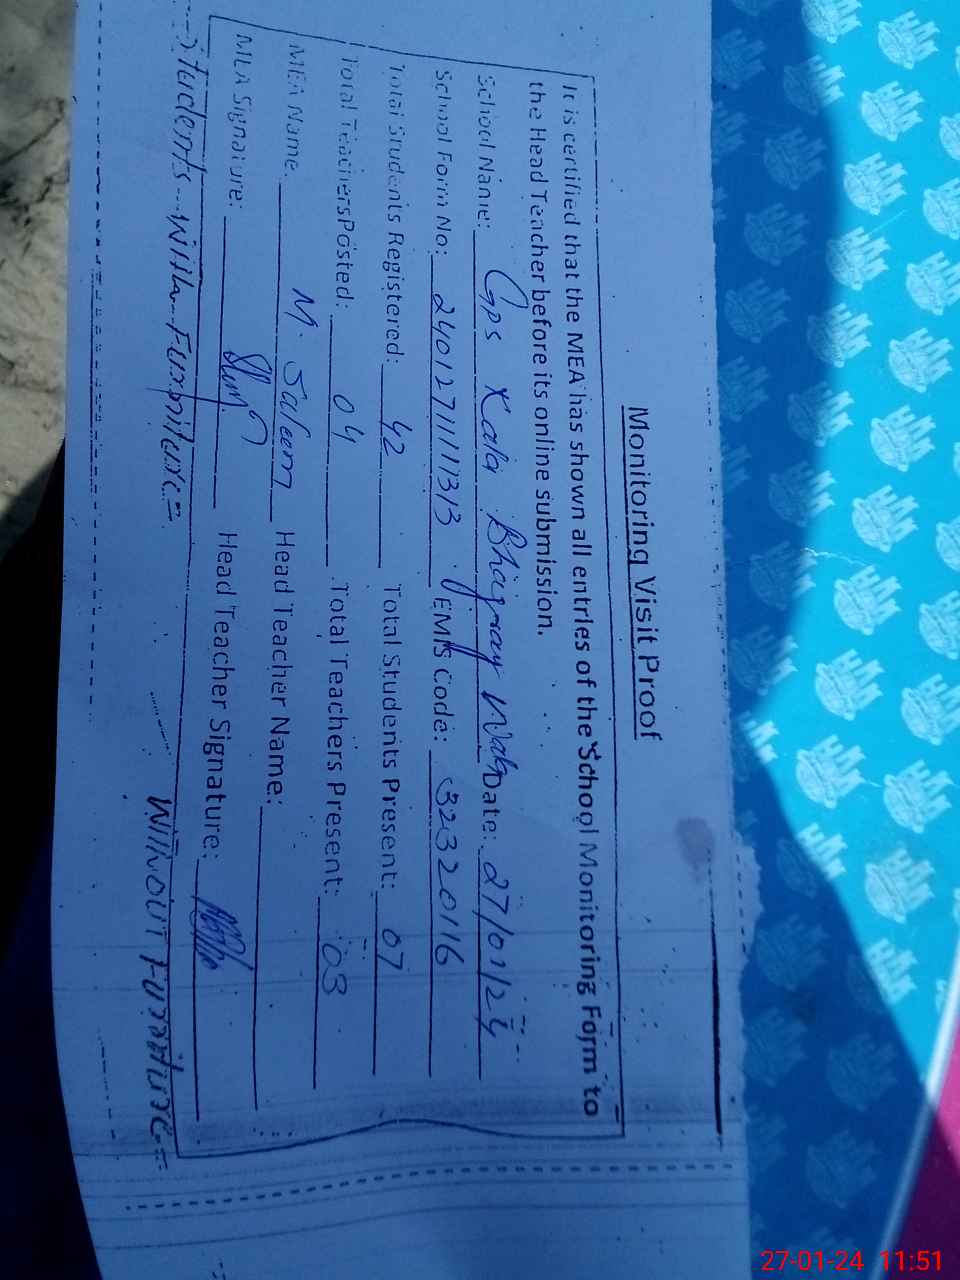 Monitoring Visit Proof
It is certified that the MEA has shown all entries of the School Monitoring Form to
the Head Teacher before its online submission.
School Name: GPS Kala Date: 27/01/24
School Form No: EMIS Code: 32320116
Total Students Registered: 42 Total Students Present: 07
Total Teachers Posted: 04 Total Teachers Present: 03
MEA Name: M. Saleem Head Teacher Name:
MEA Signature: Head Teacher Signature:
Students With Furniture= Without Furniture=
27-01-24 11:51